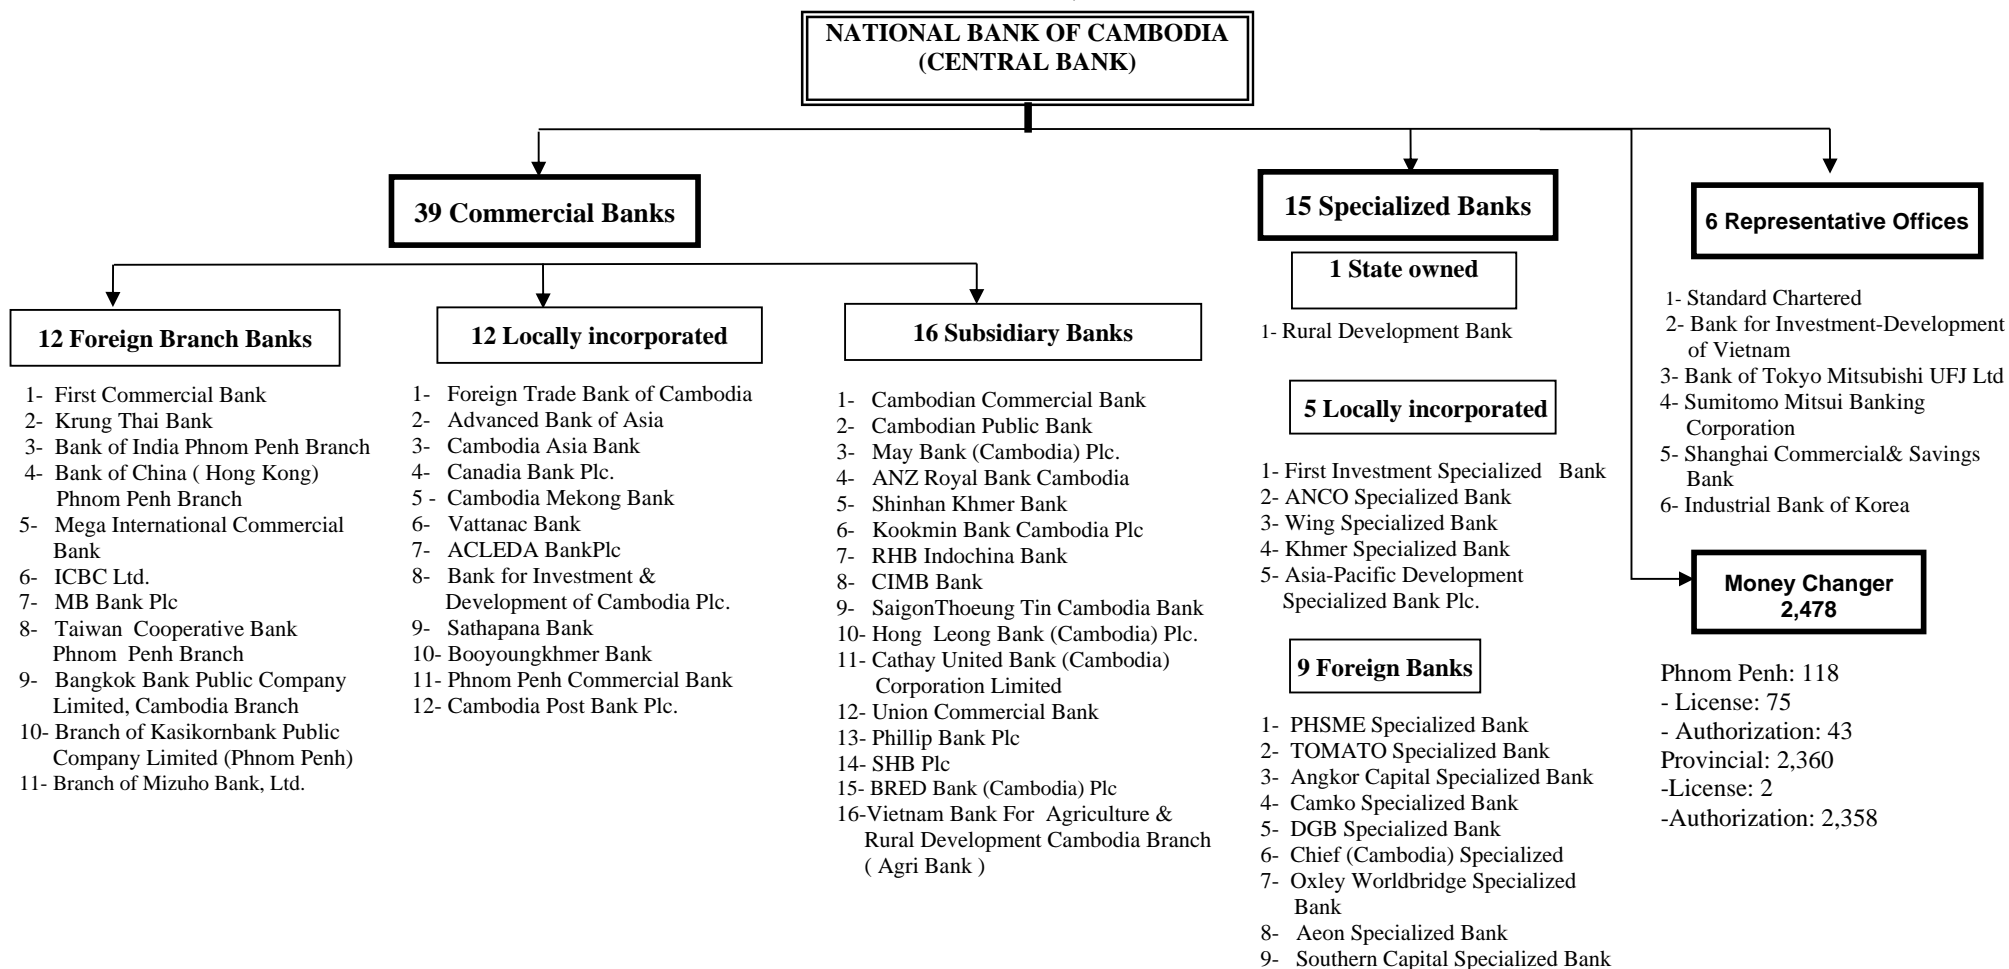 NATIONAL BANK OF CAMBODIA
(CENTRAL BANK)
39 Commercial Banks
12 Foreign Branch Banks
1- First Commercial Bank
2- Krung Thai Bank
3- Bank of India Phnom Penh Branch
4- Bank of China ( Hong Kong)
Phnom Penh Branch
5- Mega International Commercial
Bank
6- ICBC Ltd.
7- MB Bank Plc
8- Taiwan Cooperative Bank
Phnom Penh Branch
9- Bangkok Bank Public Company
Limited, Cambodia Branch
10- Branch of Kasikornbank Public
Company Limited (Phnom Penh)
11- Branch of Mizuho Bank, Ltd.
12 Locally incorporated
1- Foreign Trade Bank of Cambodia
2- Advanced Bank of Asia
3- Cambodia Asia Bank
4- Canadia Bank Plc.
5 - Cambodia Mekong Bank
6- Vattanac Bank
7- ACLEDA BankPlc
8- Bank for Investment &
Development of Cambodia Plc.
9- Sathapana Bank
10- Booyoungkhmer Bank
11- Phnom Penh Commercial Bank
12- Cambodia Post Bank Plc.
16 Subsidiary Banks
1- Cambodian Commercial Bank
2- Cambodian Public Bank
3- May Bank (Cambodia) Plc.
4- ANZ Royal Bank Cambodia
5- Shinhan Khmer Bank
6- Kookmin Bank Cambodia Plc
7- RHB Indochina Bank
8- CIMB Bank
9- SaigonThoeung Tin Cambodia Bank
10- Hong Leong Bank (Cambodia) Plc.
11- Cathay United Bank (Cambodia)
Corporation Limited
12- Union Commercial Bank
13- Phillip Bank Plc
14- SHB Plc
15- BRED Bank (Cambodia) Plc
16-Vietnam Bank For Agriculture &
Rural Development Cambodia Branch
( Agri Bank )
15 Specialized Banks
1 State owned
1- Rural Development Bank
5 Locally incorporated
1- First Investment Specialized Bank
2- ANCO Specialized Bank
3- Wing Specialized Bank
4- Khmer Specialized Bank
5- Asia-Pacific Development
Specialized Bank Plc.
9 Foreign Banks
1- PHSME Specialized Bank
2- TOMATO Specialized Bank
3- Angkor Capital Specialized Bank
4- Camko Specialized Bank
5- DGB Specialized Bank
6- Chief (Cambodia) Specialized
7- Oxley Worldbridge Specialized
Bank
8- Aeon Specialized Bank
9- Southern Capital Specialized Bank
6 Representative Offices
1- Standard Chartered
2- Bank for Investment-Development
of Vietnam
3- Bank of Tokyo Mitsubishi UFJ Ltd
4- Sumitomo Mitsui Banking
Corporation
5- Shanghai Commercial& Savings
Bank
6- Industrial Bank of Korea
Money Changer
2,478
Phnom Penh: 118
- License: 75
- Authorization: 43
Provincial: 2,360
-License: 2
-Authorization: 2,358